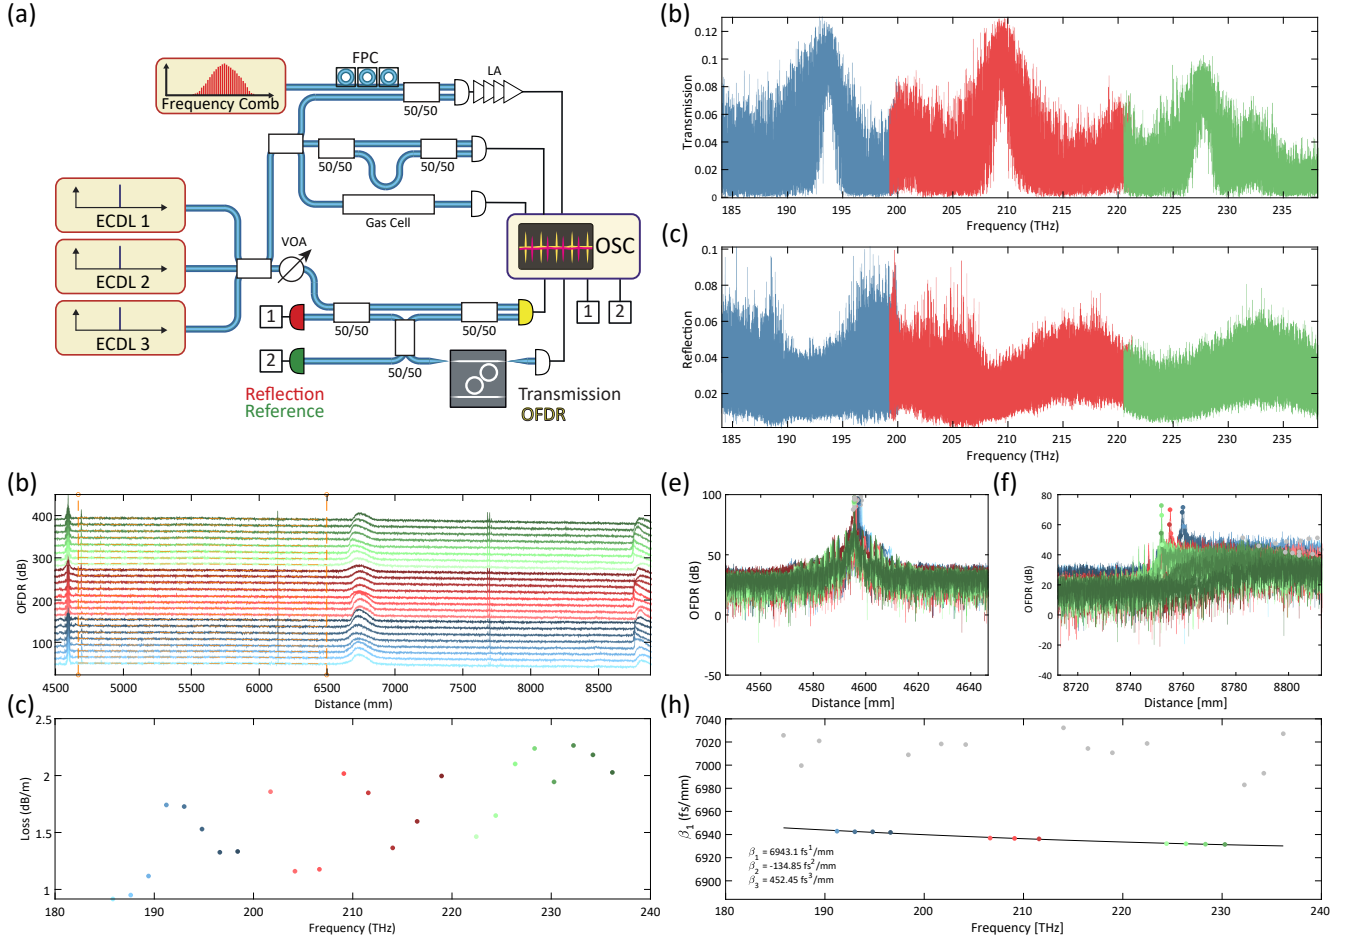 (a)
Frequency Comb
FPC
LA
50/50
50/50
50/50
Gas Cell
ECDL 1
ECDL 2
ECDL 3
VOA
OSC
1
2
1
2
50/50
50/50
50/50
Reflection
Reference
Transmission
OFDR
(b)
Transmission
0.12
0.1
0.08
0.06
0.04
0.02
0
185 190 195 200 205 210 215 220 225 230 235
Frequency (THz)
(c)
Reflection
0.1
0.08
0.06
0.04
0.02
185 190 195 200 205 210 215 220 225 230 235
Frequency (THz)
(b)
OFDR (dB)
400
300
200
100
4500 5000 5500 6000 6500 7000 7500 8000 8500
Distance (mm)
(e)
OFDR (dB)
100
50
0
-50
4560 4580 4600 4620 4640
Distance [mm]
(f)
OFDR (dB)
80
60
40
20
0
-20
-40
8720 8740 8760 8780 8800
Distance [mm]
(c)
Loss (dB/m)
2.5
2
1.5
1
180 190 200 210 220 230 240
Frequency (THz)
(h)
β1 (fs/mm)
7040
7020
7000
6980
6960
6940
6920
6900
β1 = 6943.1 fs¹/mm
β2 = -134.85 fs²/mm
β3 = 452.45 fs³/mm
180 190 200 210 220 230 240
Frequency [THz]